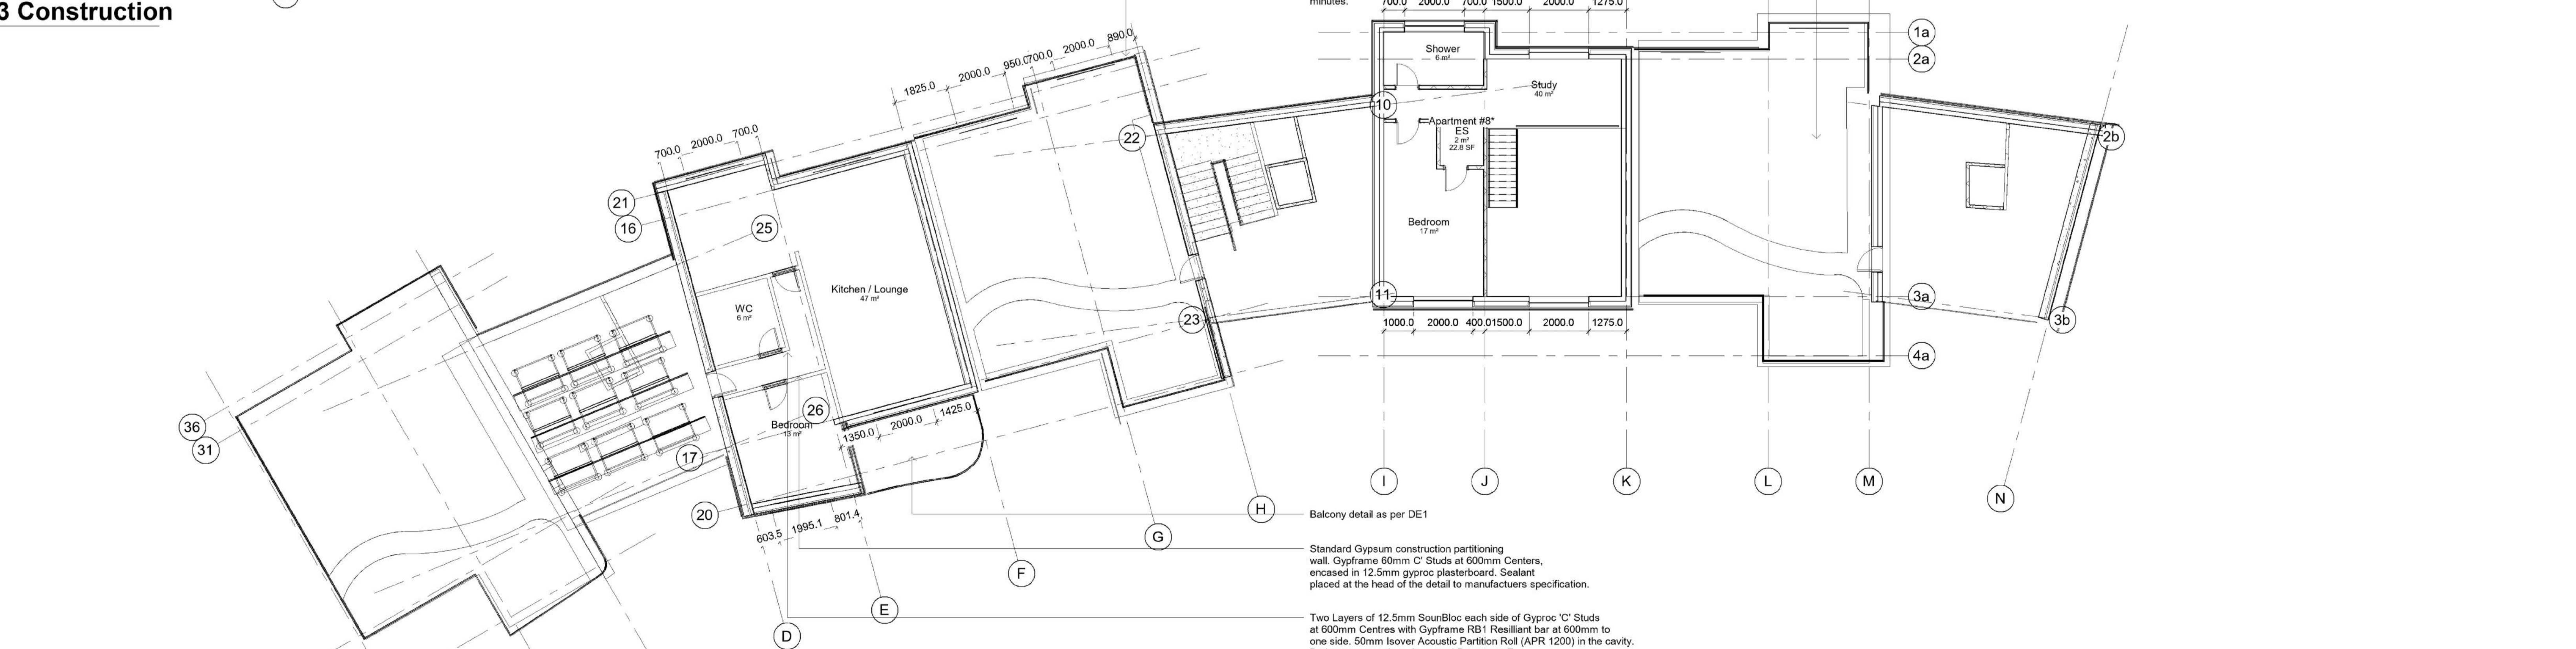 3 Construction
minutes.
700.0 2000.0 700.0 1500.0 2000.0 1275.0
1a
2a
3a
4a
2b
3b
10
11
Shower
6 m²
Study
40 m²
Apartment #8*
ES
2 m²
22.8 SF
Bedroom
17 m²
1000.0 2000.0 400.0 1500.0 2000.0 1275.0
I
J
K
L
M
N
890.0
2000.0
700.0
950.0
2000.0
1825.0
700.0 2000.0 700.0
22
23
21
16
25
WC
6 m²
Kitchen / Lounge
47 m²
26
Bedroom
13 m²
17
20
1350.0 2000.0 1425.0
603.5 1995.1 801.4
36
31
H
G
F
E
D
Balcony detail as per DE1
Standard Gypsum construction partitioning
wall. Gypframe 60mm C' Studs at 600mm Centers,
encased in 12.5mm gyproc plasterboard. Sealant
placed at the head of the detail to manufactuers specification.
Two Layers of 12.5mm SounBloc each side of Gyproc 'C' Studs
at 600mm Centres with Gypframe RB1 Resilliant bar at 600mm to
one side. 50mm Isover Acoustic Partition Roll (APR 1200) in the cavity.